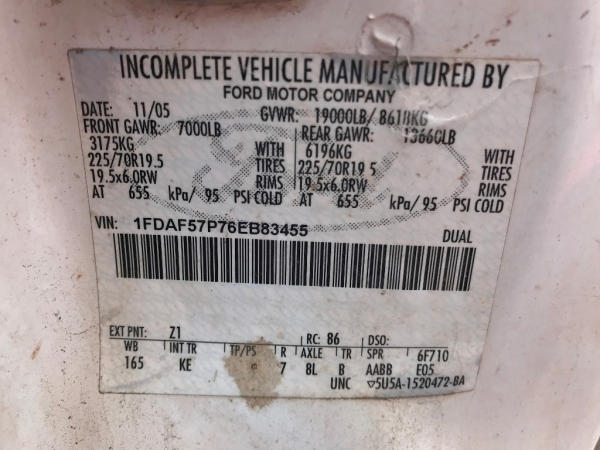 INCOMPLETE VEHICLE MANUFACTURED BY
FORD MOTOR COMPANY
DATE: 11/05 GVWR: 19000LB/ 8618KG
FRONT GAWR: 7000LB REAR GAWR: 13660LB
3175KG WITH 6196KG WITH
225/70R19.5 TIRES 225/70R19.5 TIRES
19.5x6.0RW RIMS 19.5x6.0RW RIMS
AT 655 kPa/ 95 PSI COLD AT 655 kPa/ 95 PSI COLD
VIN: 1FDAF57P76EB83455 DUAL
EXT PNT: Z1 RC: 86 DSO:
WB INT TR TP/PS R AXLE TR SPR 6F710
165 KE 7 8L B AABB E05
UNC ▽5U5A-1520472-BA